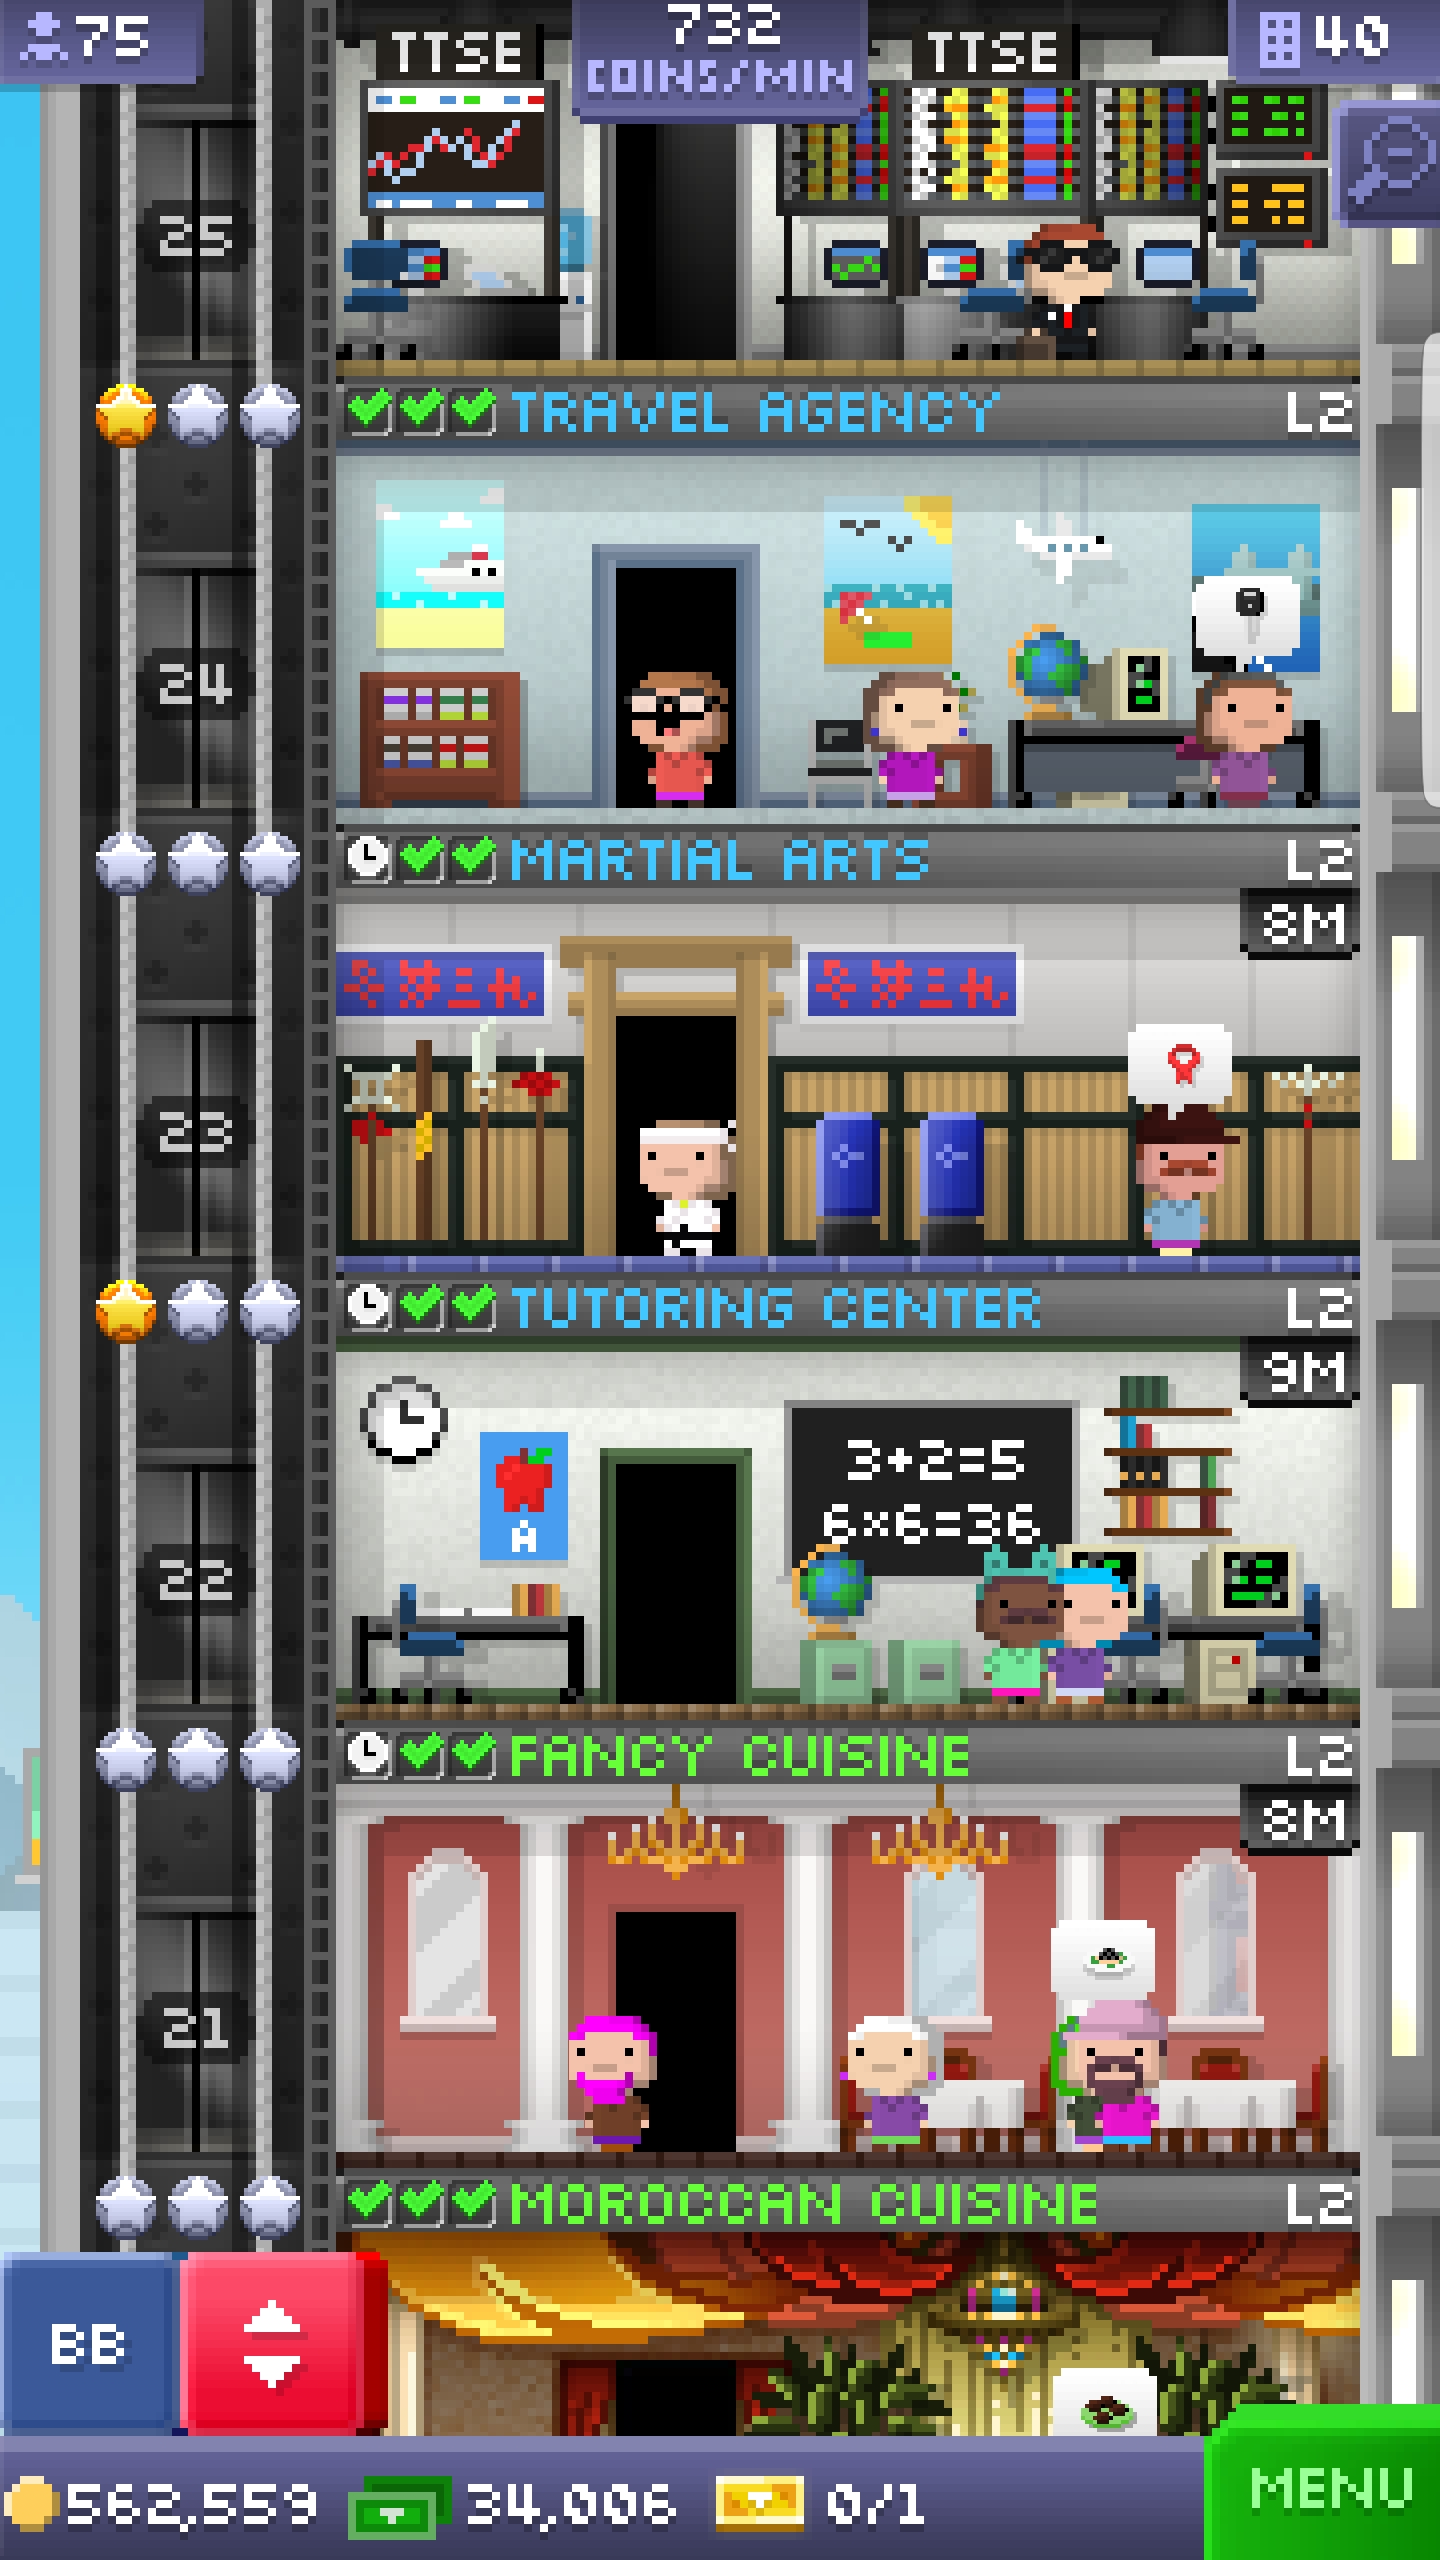 75
732
COINS/MIN
40
TTSE
TTSE
25
TRAVEL AGENCY
L2
24
MARTIAL ARTS
L2
8M
23
TUTORING CENTER
L2
9M
3+2=5
6×6=36
A
22
FANCY CUISINE
L2
8M
21
MOROCCAN CUISINE
L2
BB
562,559
34,006
0/1
MENU